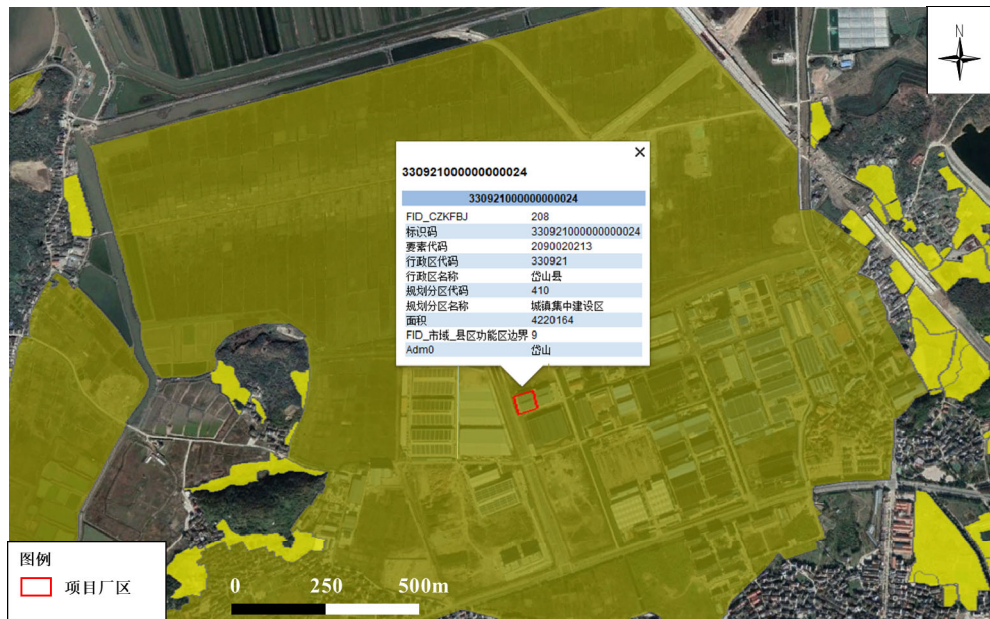 N
×
330921000000000024
330921000000000024
FID_CZKFBJ 208
标识码 330921000000000024
要素代码 2090020213
行政区代码 330921
行政区名称 岱山县
规划分区代码 410
规划分区名称 城镇集中建设区
面积 4220164
FID_市域_县区功能区边界 9
Adm0 岱山
图例
项目厂区
0 250 500m